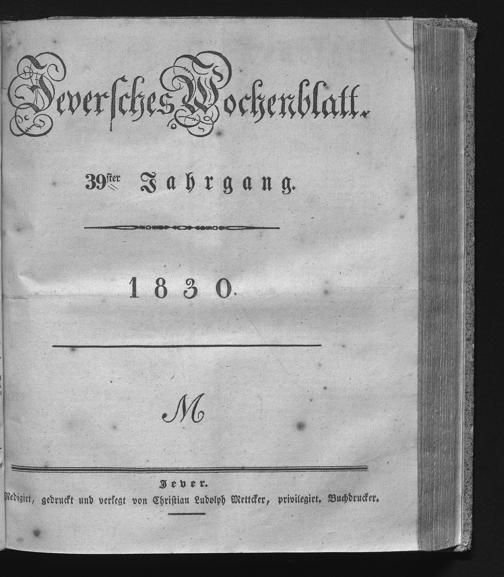 Jeversches Wochenblatt.
39ster Jahrgang.
1830.
M
Jever.
Redigirt, gedruckt und verlegt von Christian Ludolph Mettcker, privilegirt. Buchdrucker.